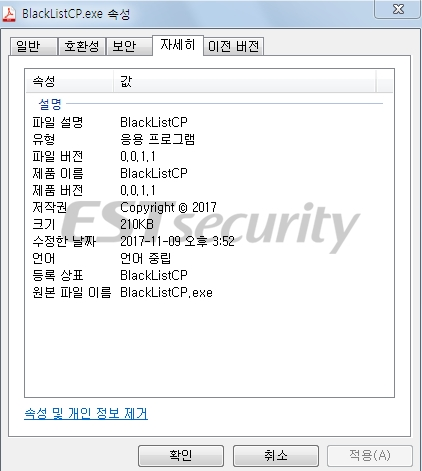 BlackListCP.exe 속성
일반 호환성 보안 자세히 이전 버전
속성 값
설명
파일 설명 BlackListCP
유형 응용 프로그램
파일 버전 0.0.1.1
제품 이름 BlackListCP
제품 버전 0.0.1.1
저작권 Copyright © 2017
크기 210KB
수정한 날짜 2017-11-09 오후 3:52
언어 언어 중립
등록 상표 BlackListCP
원본 파일 이름 BlackListCP.exe
ESTsecurity
속성 및 개인 정보 제거
확인 취소 적용(A)